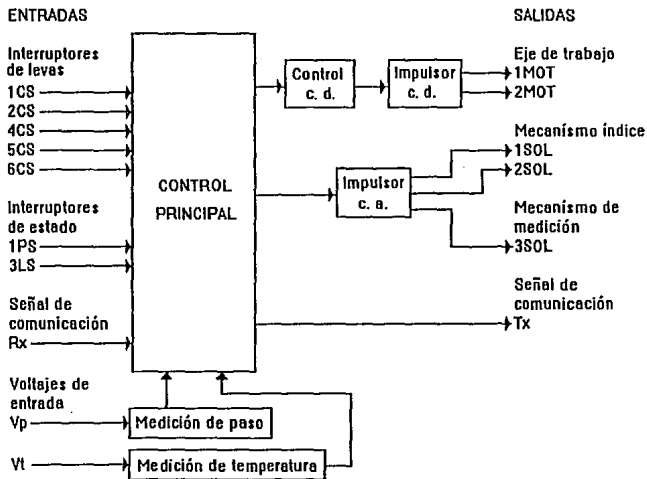 ENTRADAS
SALIDAS
Interruptores
de levas
1CS
2CS
4CS
5CS
6CS
Interruptores
de estado
1PS
3LS
Señal de
comunicación
Rx
Voltajes de
entrada
Vp
Vt
CONTROL
PRINCIPAL
Medición de paso
Medición de temperatura
Control
c. d.
Impulsor
c. d.
Impulsor
c. a.
Eje de trabajo
1MOT
2MOT
Mecanísmo índice
1SOL
2SOL
Mecanismo de
medición
3SOL
Señal de
comunicación
Tx